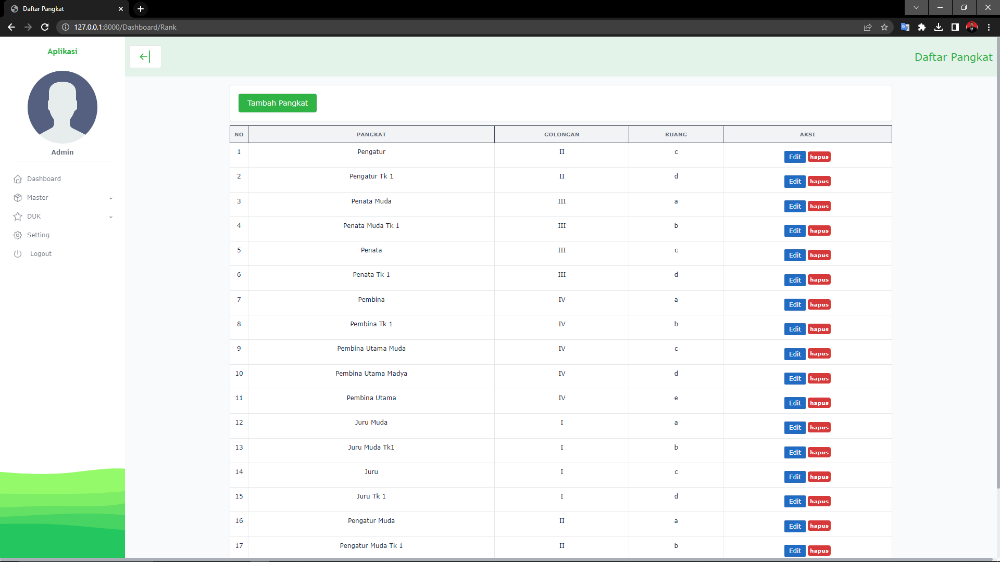 Daftar Pangkat
127.0.0.1:8000/Dashboard/Rank
Aplikasi
Admin
Dashboard
Master
DUK
Setting
Logout
Daftar Pangkat
Tambah Pangkat
NO PANGKAT GOLONGAN RUANG AKSI
1 Pengatur II c Edit hapus
2 Pengatur Tk 1 II d Edit hapus
3 Penata Muda III a Edit hapus
4 Penata Muda Tk 1 III b Edit hapus
5 Penata III c Edit hapus
6 Penata Tk 1 III d Edit hapus
7 Pembina IV a Edit hapus
8 Pembina Tk 1 IV b Edit hapus
9 Pembina Utama Muda IV c Edit hapus
10 Pembina Utama Madya IV d Edit hapus
11 Pembina Utama IV e Edit hapus
12 Juru Muda I a Edit hapus
13 Juru Muda Tk1 I b Edit hapus
14 Juru I c Edit hapus
15 Juru Tk 1 I d Edit hapus
16 Pengatur Muda II a Edit hapus
17 Pengatur Muda Tk 1 II b Edit hapus